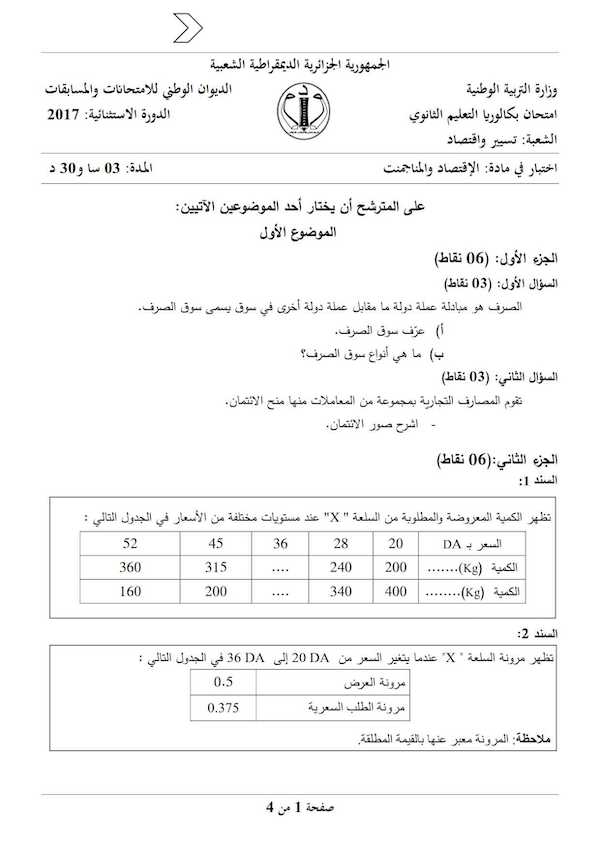 الجمهورية الجزائرية الديمقراطية الشعبية
وزارة التربية الوطنية الديوان الوطني للامتحانات والمسابقات
امتحان بكالوريا التعليم الثانوي الدورة الاستثنائية: 2017
الشعبة: تسيير واقتصاد
اختبار في مادة: الإقتصاد والمناجمنت المدة: 03 سا و30 د
على المترشح أن يختار أحد الموضوعين الآتيين:
الموضوع الأول
الجزء الأول: (06 نقاط)
السؤال الأول: (03 نقاط)
الصرف هو مبادلة عملة دولة ما مقابل عملة دولة أخرى في سوق يسمى سوق الصرف.
أ) عرّف سوق الصرف.
ب) ما هي أنواع سوق الصرف؟
السؤال الثاني: (03 نقاط)
تقوم المصارف التجارية بمجموعة من المعاملات منها منح الائتمان.
- اشرح صور الائتمان.
الجزء الثاني:(06 نقاط)
السند 1:
تظهر الكمية المعروضة والمطلوبة من السلعة " X" عند مستويات مختلفة من الأسعار في الجدول التالي :
السعر بـ DA 20 28 36 45 52
الكمية (Kg)....... 200 240 .... 315 360
الكمية (Kg)........ 400 340 .... 200 160
السند 2:
تظهر مرونة السلعة " X" عندما يتغير السعر من 20 DA إلى 36 DA في الجدول التالي :
مرونة العرض 0.5
مرونة الطلب السعرية 0.375
ملاحظة: المرونة معبر عنها بالقيمة المطلقة.
صفحة 1 من 4